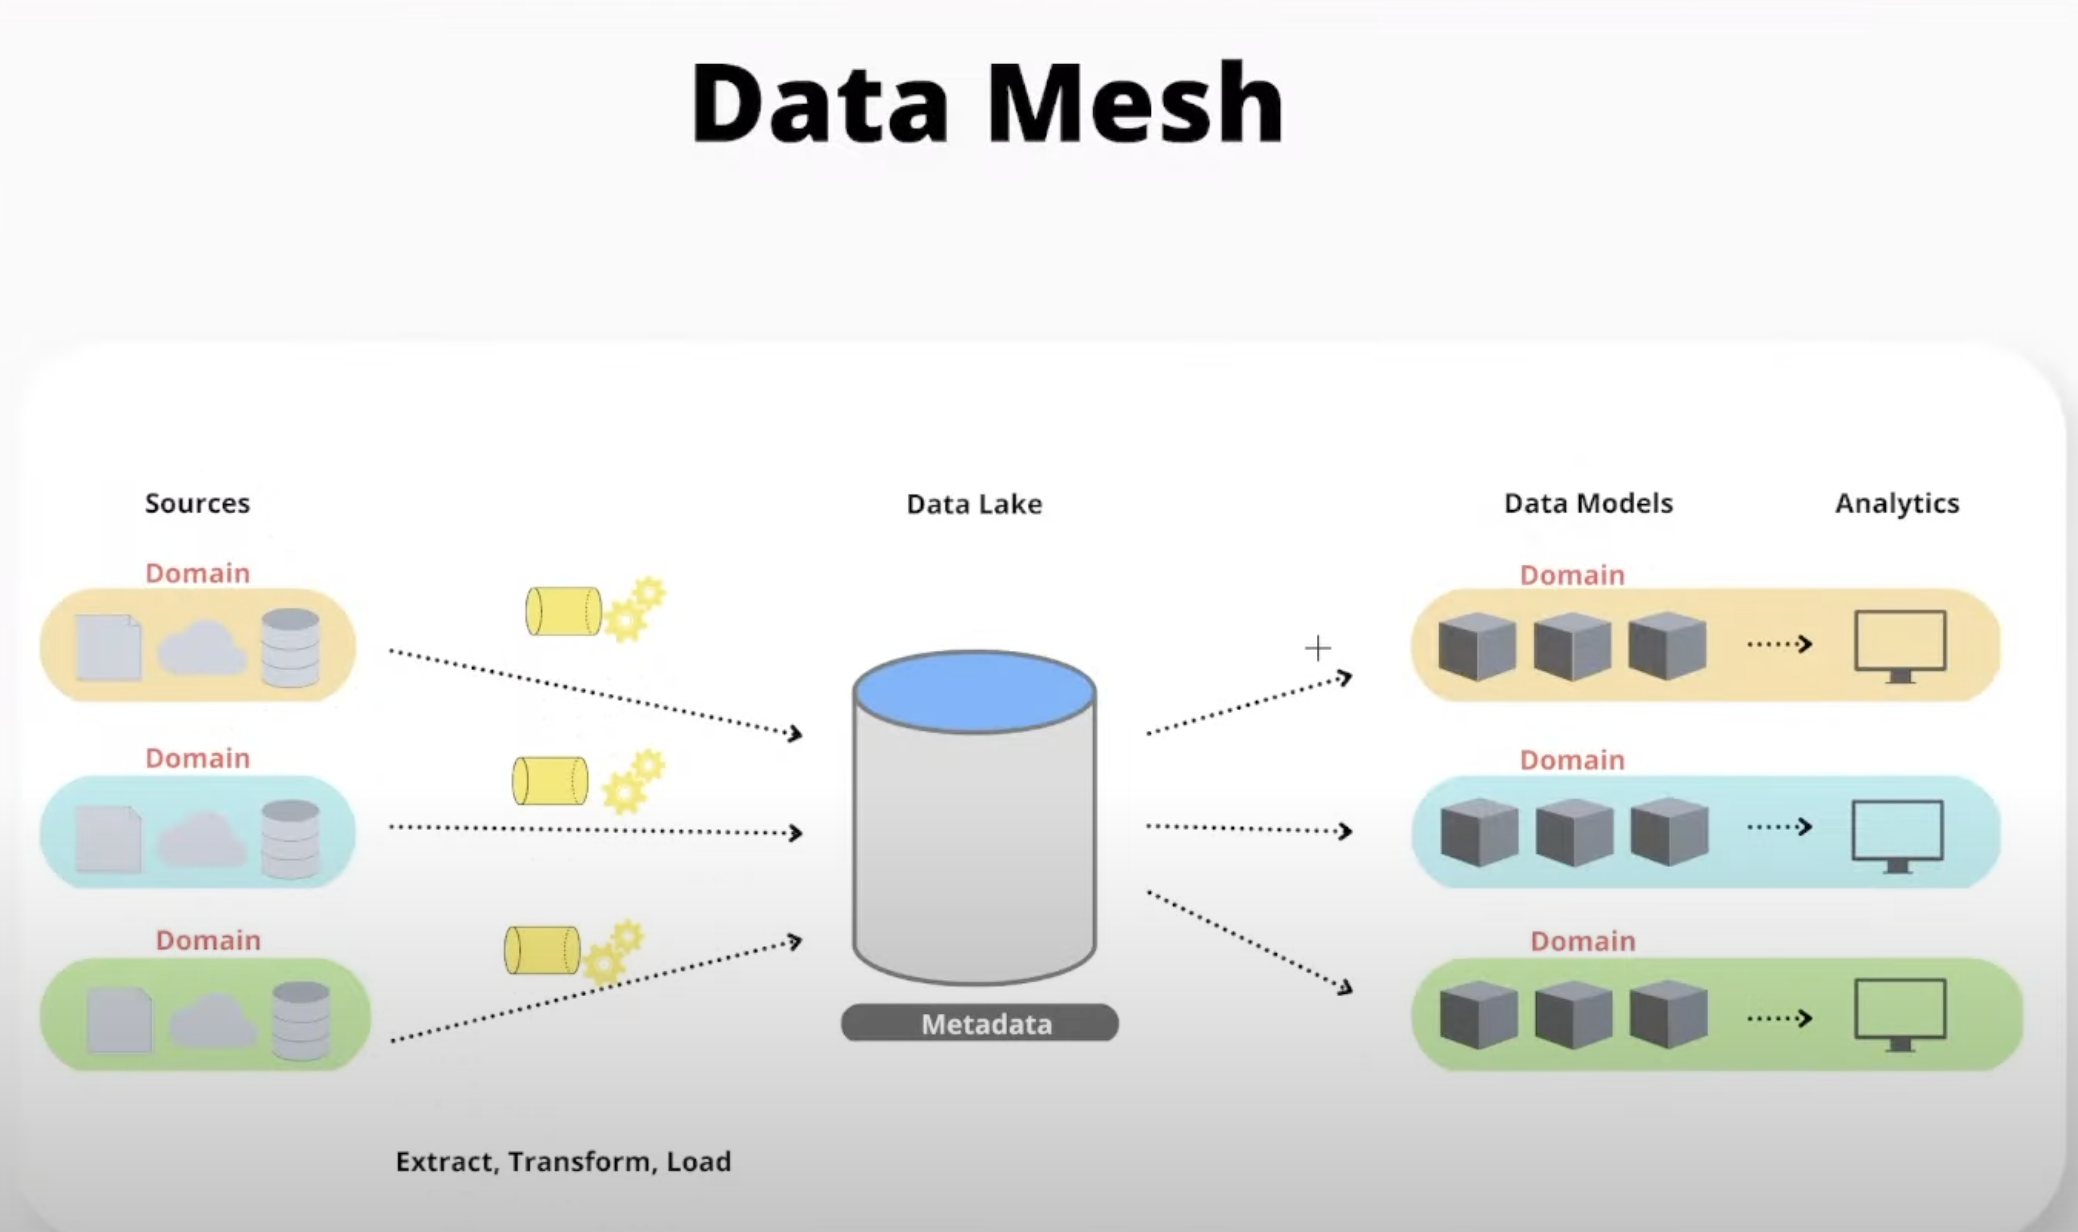 Data Mesh
Sources
Data Lake
Data Models
Analytics
Domain
Domain
Domain
Domain
Domain
Domain
Metadata
Extract, Transform, Load